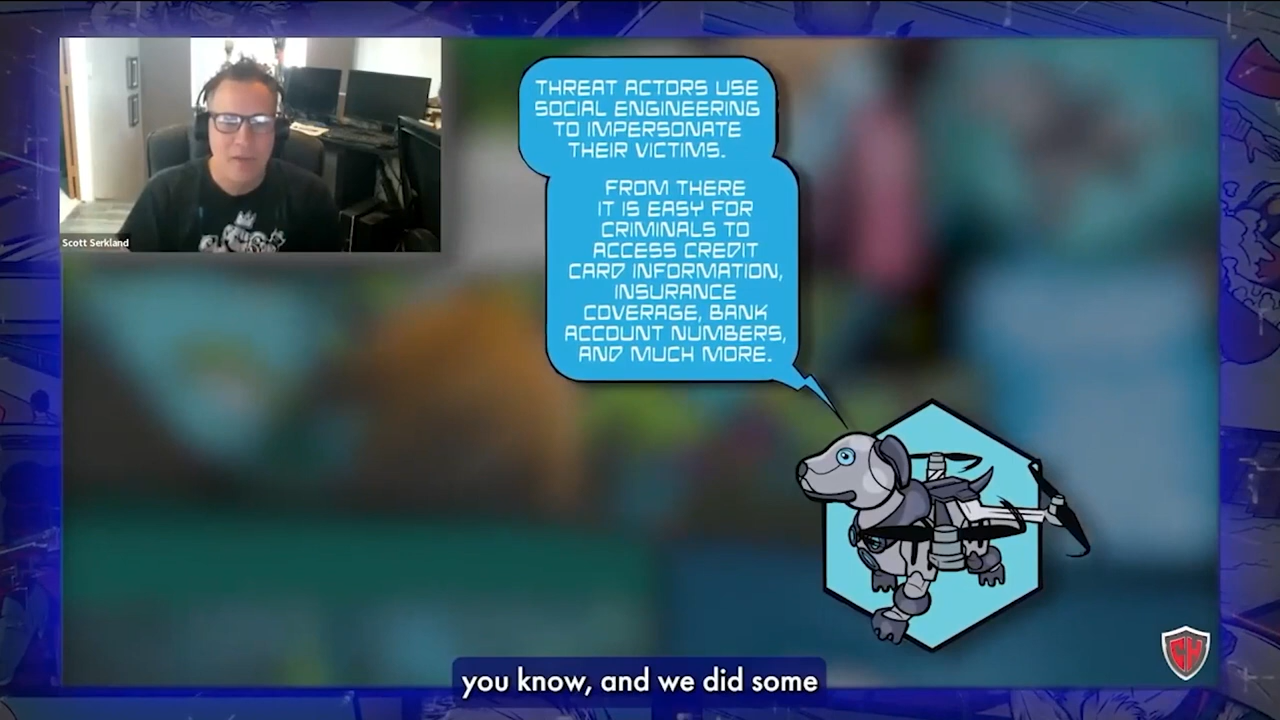 THREAT ACTORS USE
SOCIAL ENGINEERING
TO IMPERSONATE
THEIR VICTIMS.
FROM THERE
IT IS EASY FOR
CRIMINALS TO
ACCESS CREDIT
CARD INFORMATION,
INSURANCE
COVERAGE, BANK
ACCOUNT NUMBERS,
AND MUCH MORE.
Scott Serkland
CH
you know, and we did some